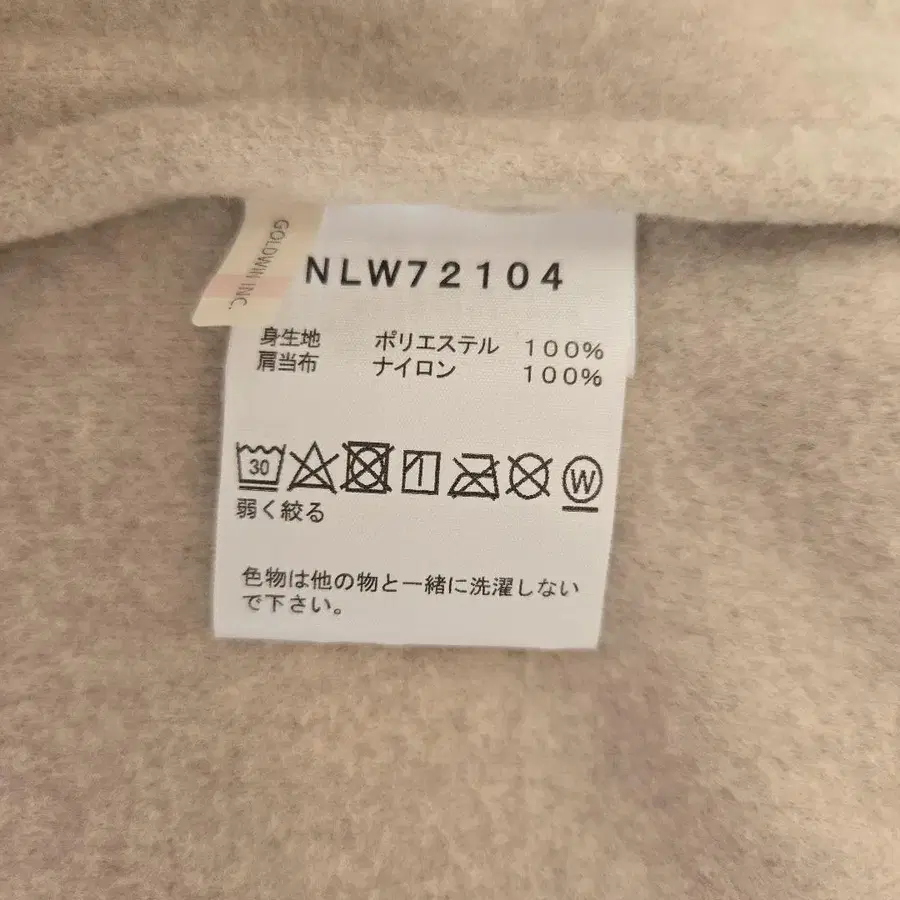 GOLDWIN INC.
NLW72104
身生地 ポリエステル 100%
肩当布 ナイロン 100%
30
W
弱く絞る
色物は他の物と一緒に洗濯しない
で下さい。